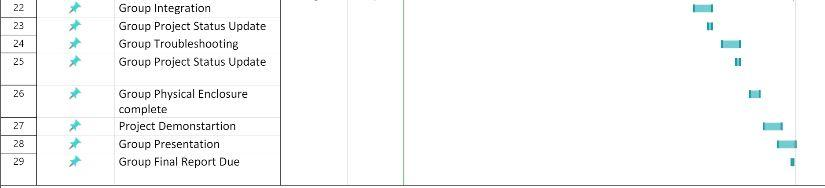 22 Group Integration
23 Group Project Status Update
24 Group Troubleshooting
25 Group Project Status Update
26 Group Physical Enclosure
complete
27 Project Demonstartion
28 Group Presentation
29 Group Final Report Due